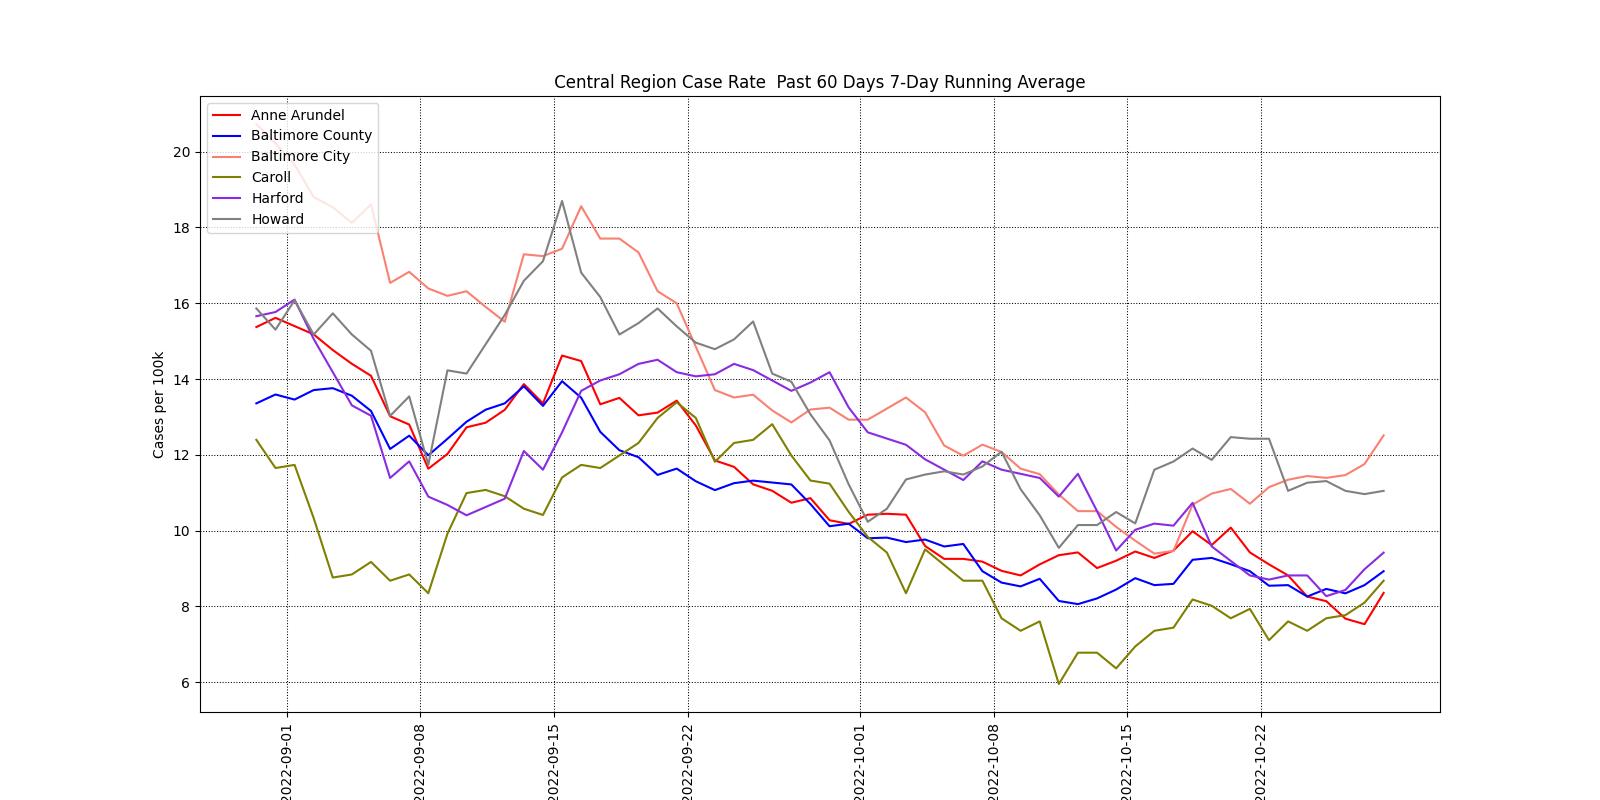 Central Region Case Rate  Past 60 Days 7-Day Running Average
Anne Arundel
Baltimore County
Baltimore City
Caroll
Harford
Howard
Cases per 100k
20
18
16
14
12
10
8
6
2022-09-01
2022-09-08
2022-09-15
2022-09-22
2022-10-01
2022-10-08
2022-10-15
2022-10-22